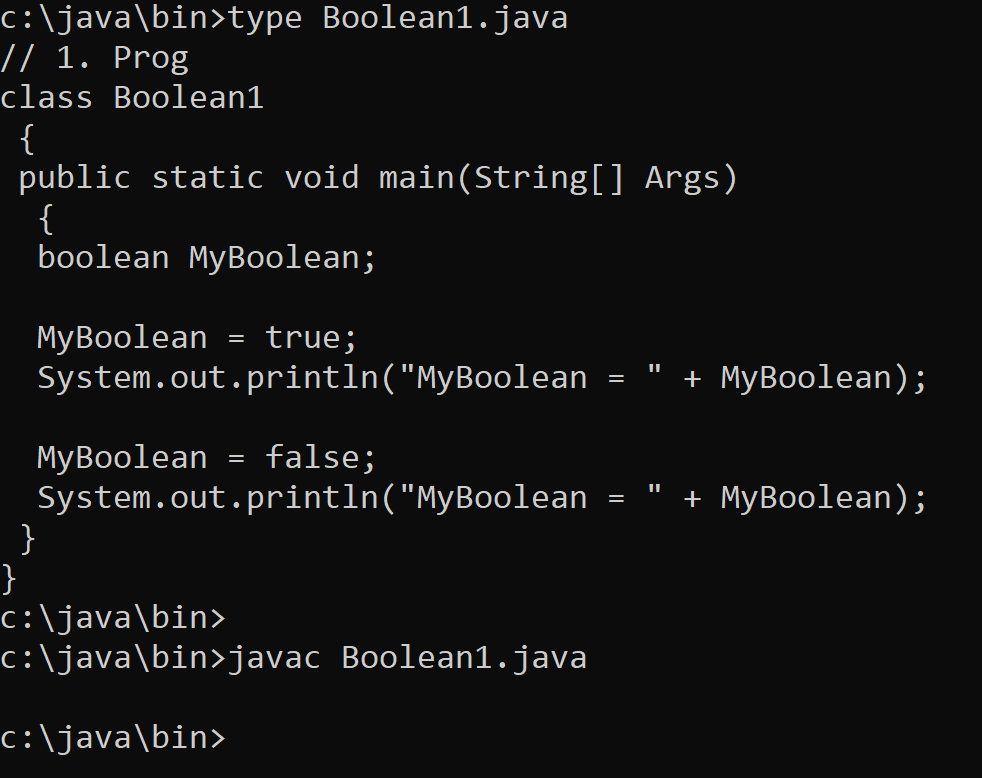 c:\java\bin>type Boolean1.java
// 1. Prog
class Boolean1
 {
 public static void main(String[] Args)
  {
  boolean MyBoolean;

  MyBoolean = true;
  System.out.println("MyBoolean = " + MyBoolean);

  MyBoolean = false;
  System.out.println("MyBoolean = " + MyBoolean);
 }
}
c:\java\bin>
c:\java\bin>javac Boolean1.java

c:\java\bin>